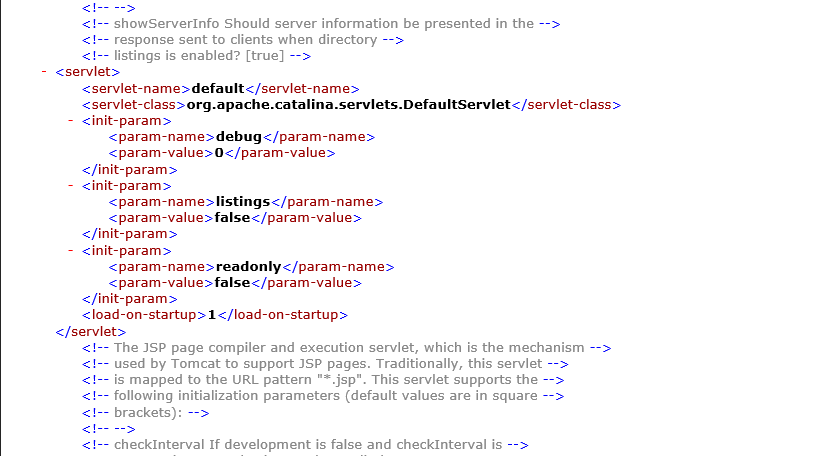 <!-- -->
<!-- showServerInfo Should server information be presented in the -->
<!-- response sent to clients when directory -->
<!-- listings is enabled? [true] -->
- <servlet>
<servlet-name>default</servlet-name>
<servlet-class>org.apache.catalina.servlets.DefaultServlet</servlet-class>
- <init-param>
<param-name>debug</param-name>
<param-value>0</param-value>
</init-param>
- <init-param>
<param-name>listings</param-name>
<param-value>false</param-value>
</init-param>
- <init-param>
<param-name>readonly</param-name>
<param-value>false</param-value>
</init-param>
<load-on-startup>1</load-on-startup>
</servlet>
<!-- The JSP page compiler and execution servlet, which is the mechanism -->
<!-- used by Tomcat to support JSP pages. Traditionally, this servlet -->
<!-- is mapped to the URL pattern "*.jsp". This servlet supports the -->
<!-- following initialization parameters (default values are in square -->
<!-- brackets): -->
<!-- -->
<!-- checkInterval If development is false and checkInterval is -->